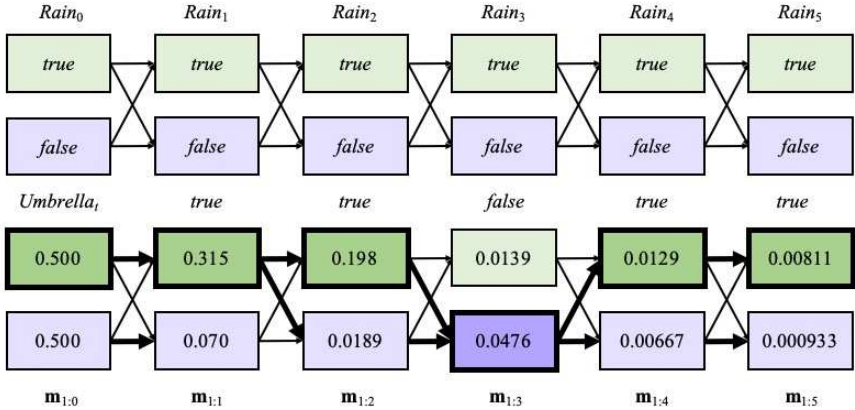 Rain₀ Rain₁ Rain₂ Rain₃ Rain₄ Rain₅
true true true true true true
false false false false false false
Umbrellaₜ true true false true true
0.500 0.315 0.198 0.0139 0.0129 0.00811
0.500 0.070 0.0189 0.0476 0.00667 0.000933
m₁:₀ m₁:₁ m₁:₂ m₁:₃ m₁:₄ m₁:₅